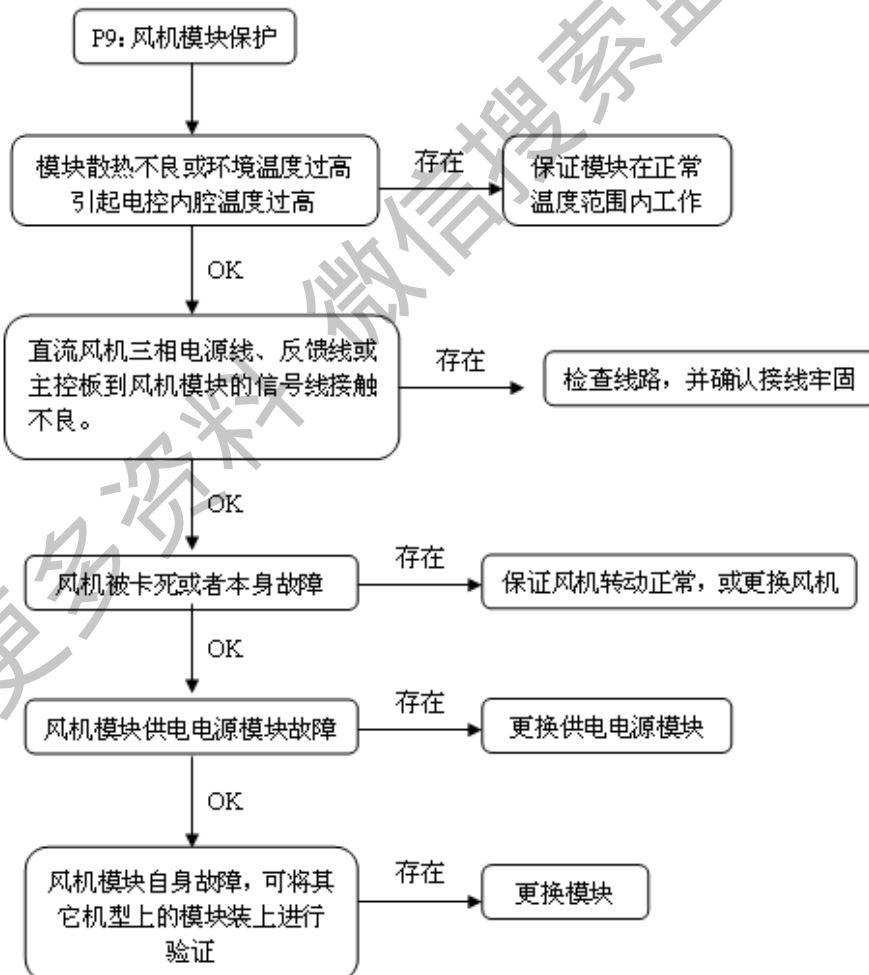 P9：风机模块保护
模块散热不良或环境温度过高
引起电控内腔温度过高
存在
保证模块在正常
温度范围内工作
OK
直流风机三相电源线、反馈线或
主控板到风机模块的信号线接触
不良。
存在
检查线路，并确认接线牢固
OK
风机被卡死或者本身故障
存在
保证风机转动正常，或更换风机
OK
风机模块供电电源模块故障
存在
更换供电电源模块
OK
风机模块自身故障，可将其
它机型上的模块装上进行
验证
存在
更换模块
更多资料 微信搜索